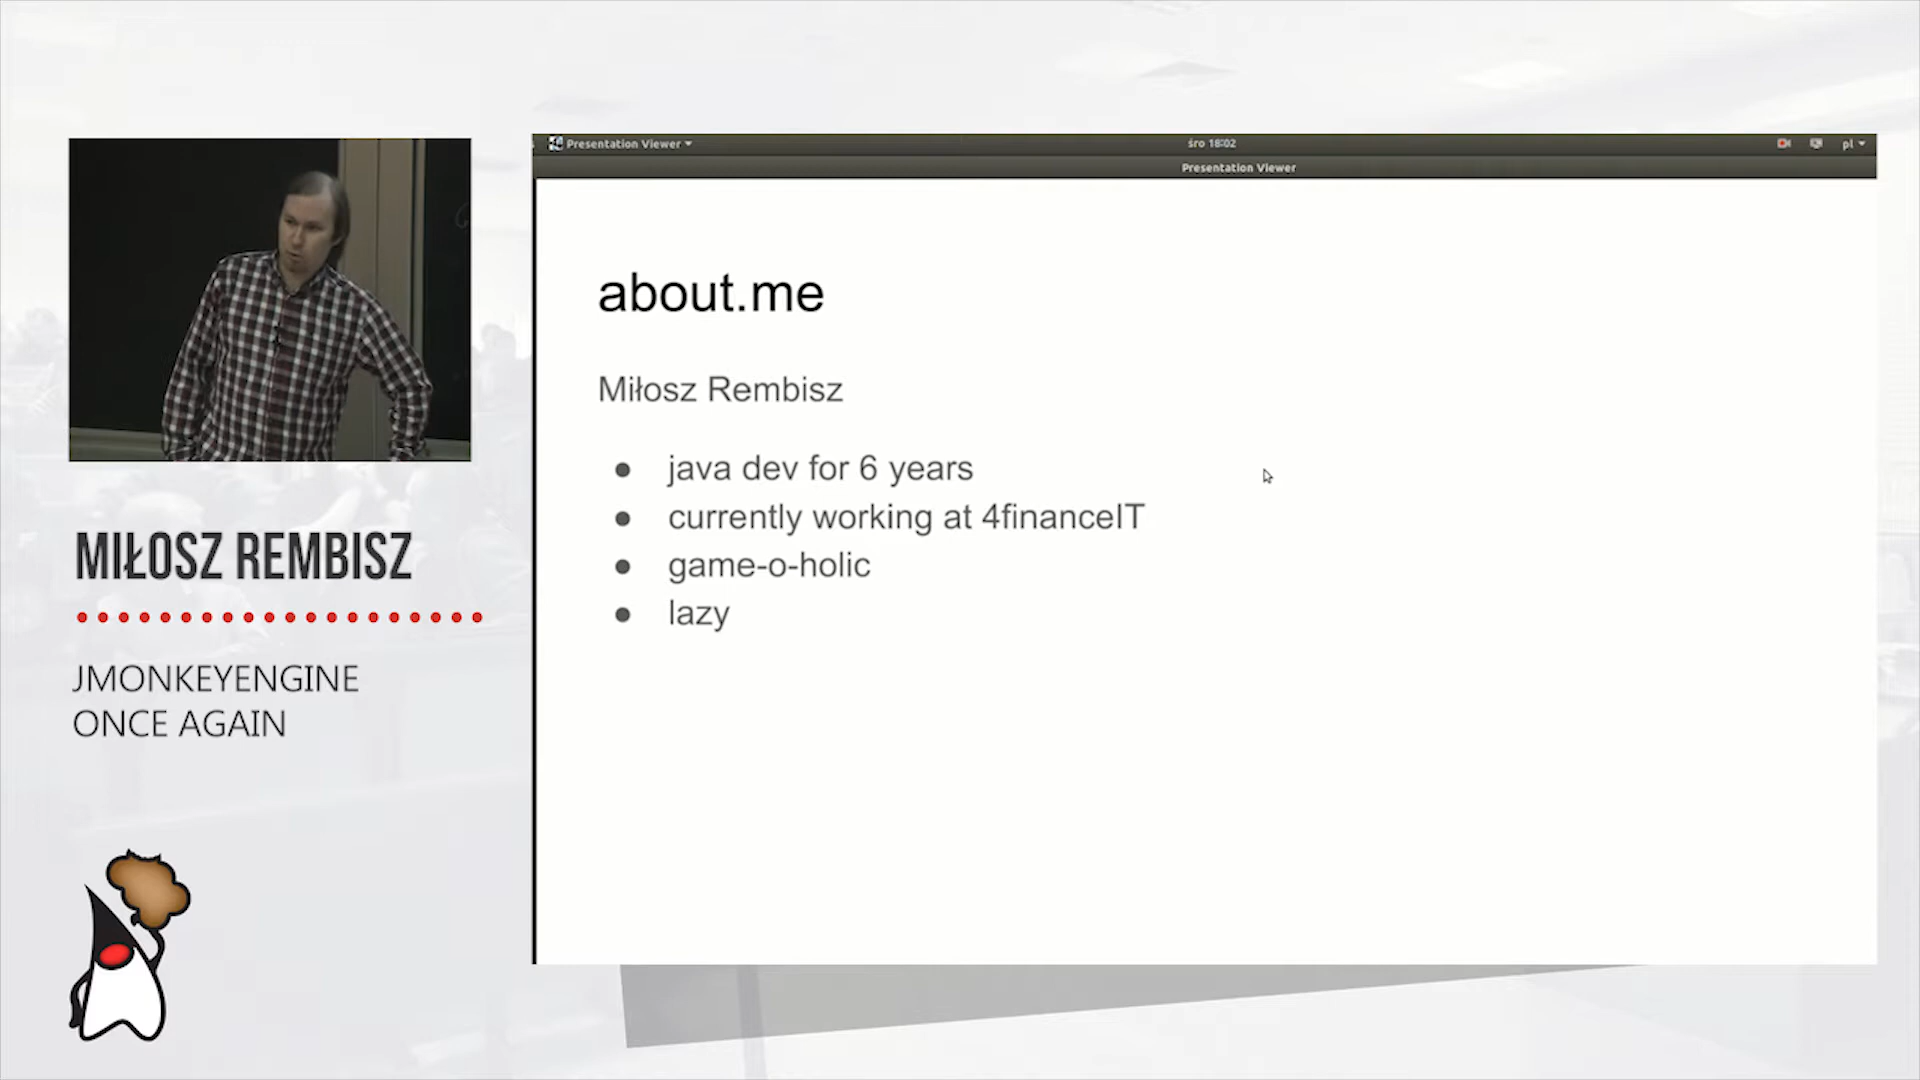 Presentation Viewer
śro 18:02
pl
Presentation Viewer
about.me
Miłosz Rembisz
● java dev for 6 years
● currently working at 4financeIT
● game-o-holic
● lazy
MIŁOSZ REMBISZ
JMONKEYENGINE
ONCE AGAIN